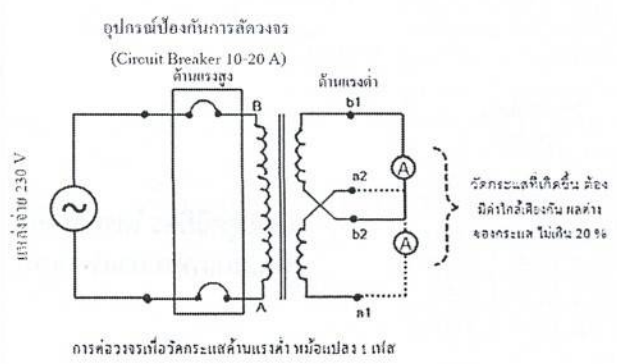 อุปกรณ์ป้องกันการลัดวงจร
(Circuit Breaker 10-20 A)
ด้านแรงสูง
ด้านแรงต่ำ
B
b1
A
a2
b2
A
A
a1
แหล่งจ่าย 230 V
วัดกระแสที่เกิดขึ้น ต้อง
มีค่าใกล้เคียงกัน ผลต่าง
ของกระแส ไม่เกิน 20 %
การต่อวงจรเพื่อวัดกระแสด้านแรงต่ำ หม้อแปลง 1 เฟส